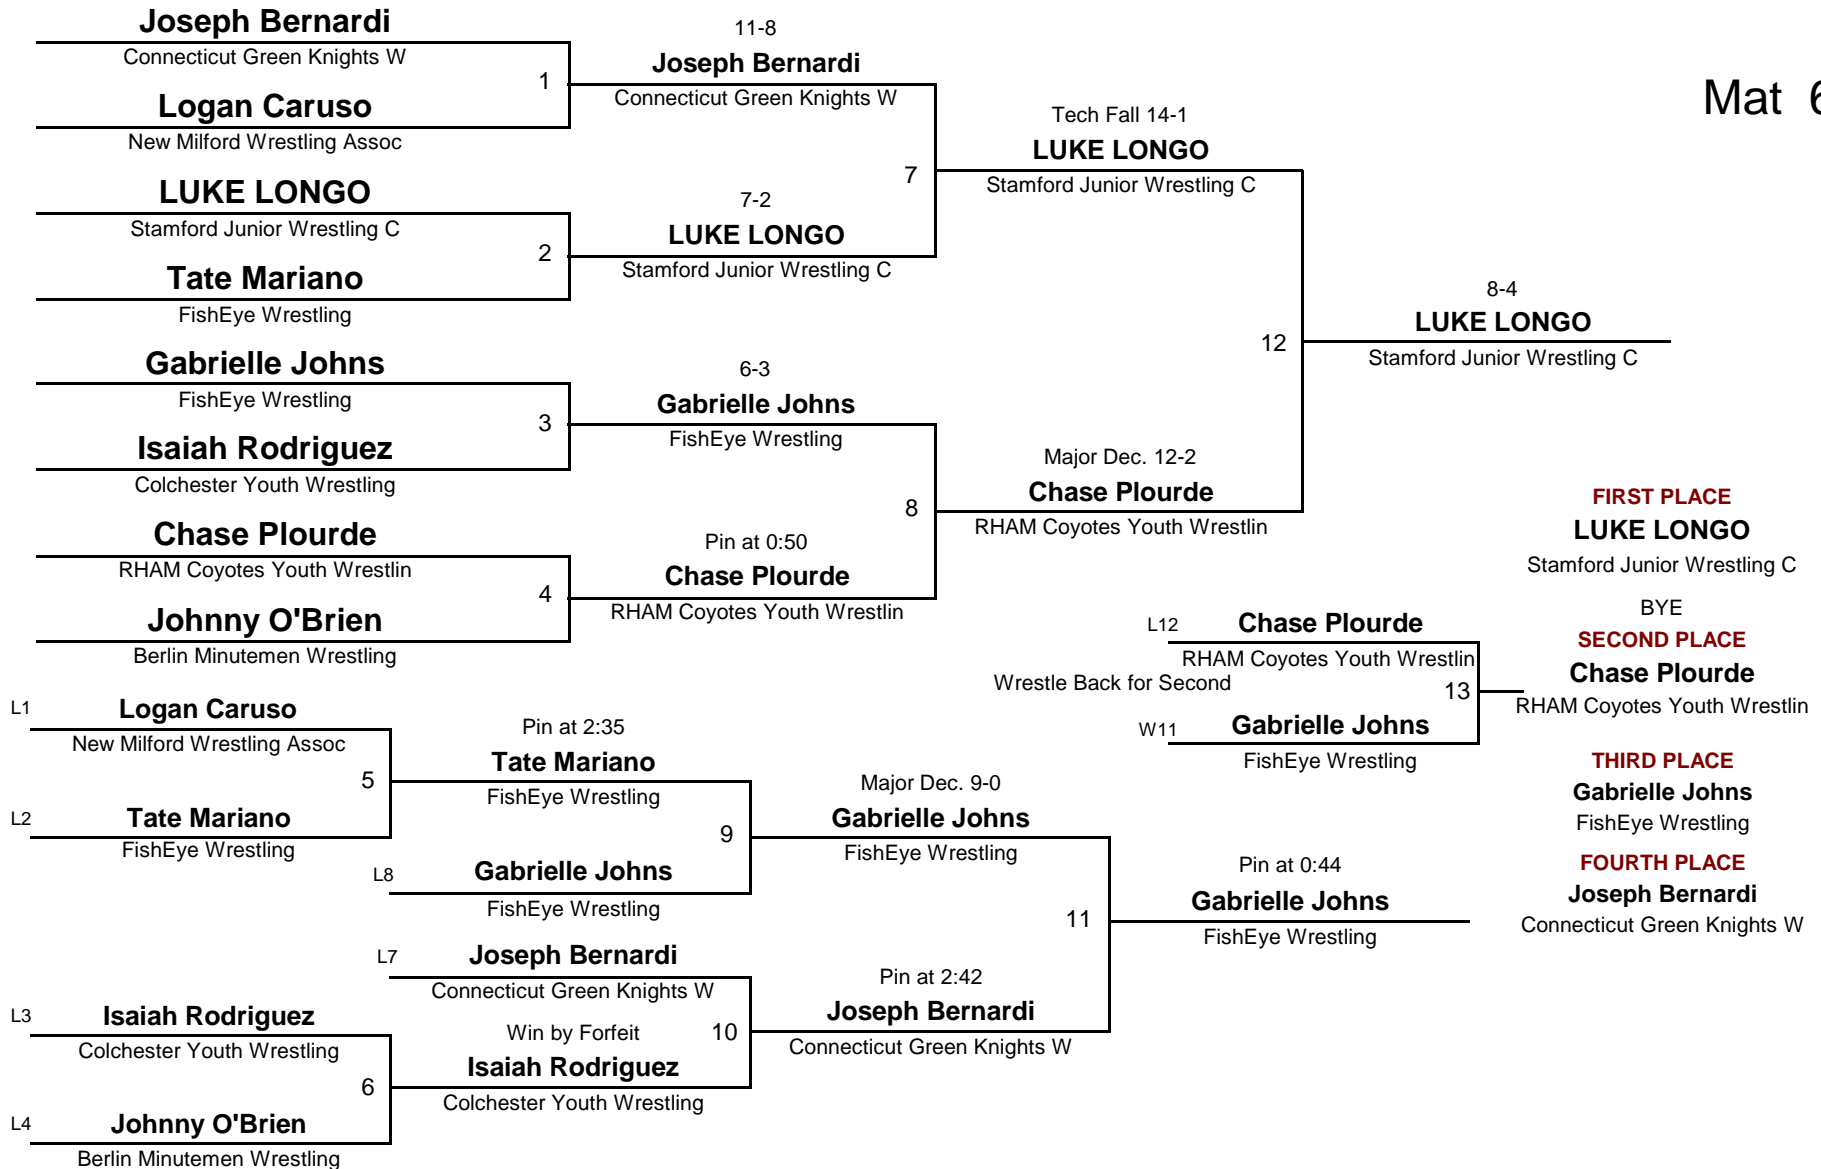 Joseph Bernardi
Connecticut Green Knights W
1
Logan Caruso
New Milford Wrestling Assoc
LUKE LONGO
Stamford Junior Wrestling C
2
Tate Mariano
FishEye Wrestling
Gabrielle Johns
FishEye Wrestling
3
Isaiah Rodriguez
Colchester Youth Wrestling
Chase Plourde
RHAM Coyotes Youth Wrestlin
4
Johnny O'Brien
Berlin Minutemen Wrestling
11-8
Joseph Bernardi
Connecticut Green Knights W
7
7-2
LUKE LONGO
Stamford Junior Wrestling C
6-3
Gabrielle Johns
FishEye Wrestling
8
Pin at 0:50
Chase Plourde
RHAM Coyotes Youth Wrestlin
Tech Fall 14-1
LUKE LONGO
Stamford Junior Wrestling C
12
Major Dec. 12-2
Chase Plourde
RHAM Coyotes Youth Wrestlin
8-4
LUKE LONGO
Stamford Junior Wrestling C
Mat 6
L1 Logan Caruso
New Milford Wrestling Assoc
5
L2 Tate Mariano
FishEye Wrestling
L3 Isaiah Rodriguez
Colchester Youth Wrestling
6
L4 Johnny O'Brien
Berlin Minutemen Wrestling
Pin at 2:35
Tate Mariano
FishEye Wrestling
9
L8 Gabrielle Johns
FishEye Wrestling
L7 Joseph Bernardi
Connecticut Green Knights W
Win by Forfeit 10
Isaiah Rodriguez
Colchester Youth Wrestling
Major Dec. 9-0
Gabrielle Johns
FishEye Wrestling
11
Pin at 2:42
Joseph Bernardi
Connecticut Green Knights W
Pin at 0:44
Gabrielle Johns
FishEye Wrestling
L12 Chase Plourde
RHAM Coyotes Youth Wrestlin
Wrestle Back for Second 13
W11 Gabrielle Johns
FishEye Wrestling
FIRST PLACE
LUKE LONGO
Stamford Junior Wrestling C
BYE
SECOND PLACE
Chase Plourde
RHAM Coyotes Youth Wrestlin
THIRD PLACE
Gabrielle Johns
FishEye Wrestling
FOURTH PLACE
Joseph Bernardi
Connecticut Green Knights W